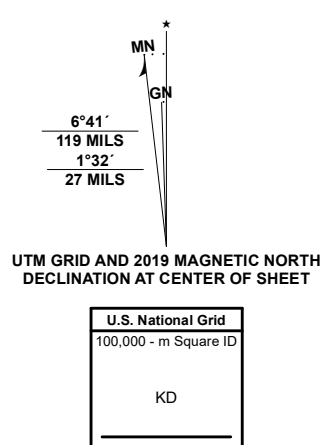 ★
MN
GN
6°41´
119 MILS
1°32´
27 MILS
UTM GRID AND 2019 MAGNETIC NORTH
DECLINATION AT CENTER OF SHEET
U.S. National Grid
100,000 - m Square ID
KD